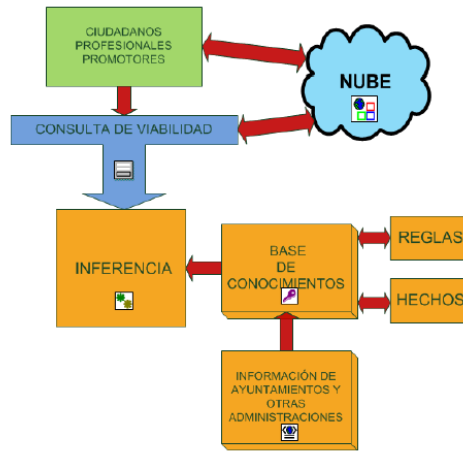 CIUDADANOS
PROFESIONALES
PROMOTORES
NUBE
CONSULTA DE VIABILIDAD
INFERENCIA
BASE
DE
CONOCIMIENTOS
REGLAS
HECHOS
INFORMACIÓN DE
AYUNTAMIENTOS Y
OTRAS
ADMINISTRACIONES